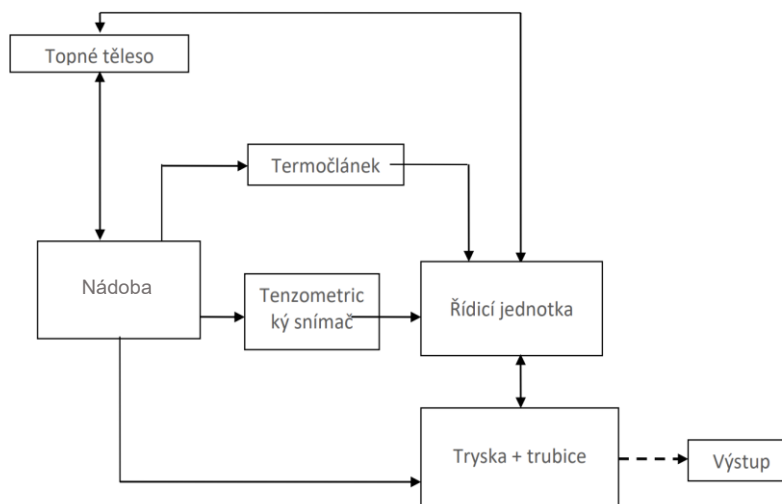 Topné těleso
Termočlánek
Nádoba
Tenzometric
ký snímač
Řídicí jednotka
Tryska + trubice
Výstup